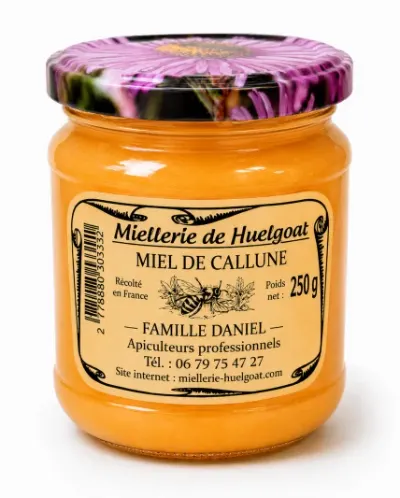 Miellerie de Huelgoat
MIEL DE CALLUNE
Récolté
en France
Poids
net :
250 g
— FAMILLE DANIEL —
Apiculteurs professionnels
Tél. : 06 79 75 47 27
Site internet : miellerie-huelgoat.com
2 778880 303332